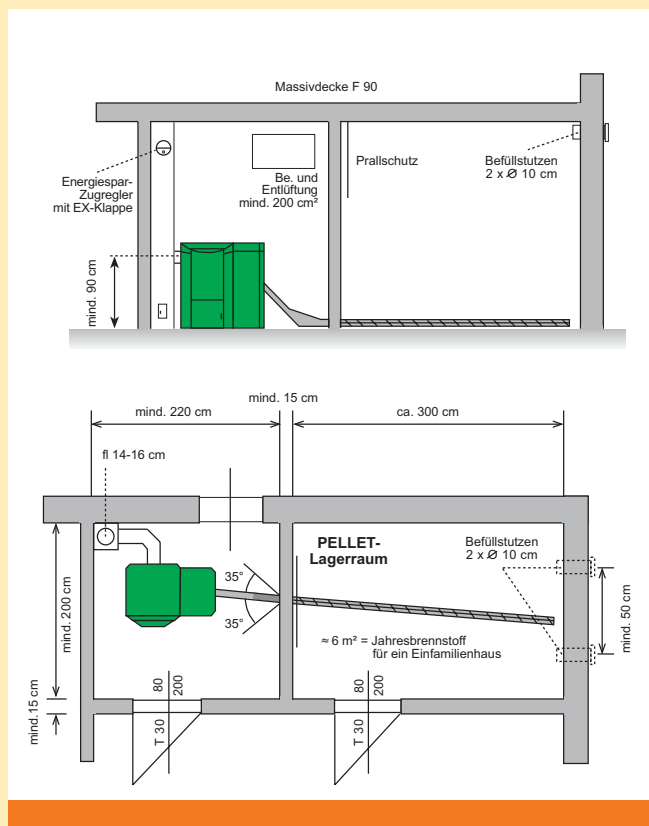 Massivdecke F 90
Energiespar-
Zugregler
mit EX-Klappe
Be. und
Entlüftung
mind. 200 cm²
Prallschutz
Befüllstutzen
2 x Ø 10 cm
mind. 90 cm
mind. 15 cm
mind. 220 cm
ca. 300 cm
fl 14-16 cm
PELLET-
Lagerraum
Befüllstutzen
2 x Ø 10 cm
35°
35°
≈ 6 m² = Jahresbrennstoff
für ein Einfamilienhaus
mind. 200 cm
mind. 50 cm
mind.15 cm
80
200
T 30
80
200
T 30